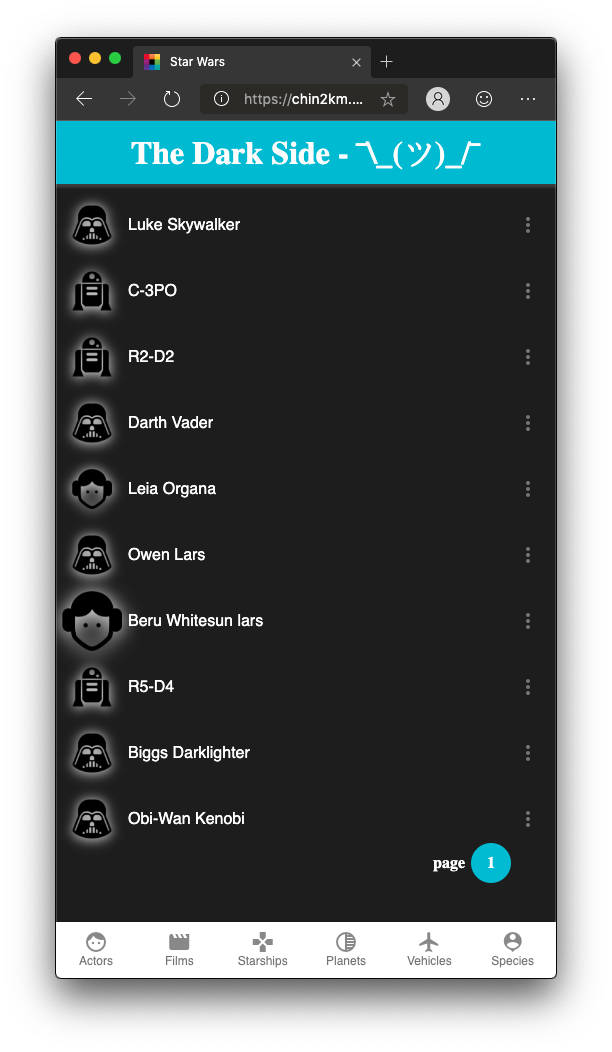 Star Wars
https://chin2km....
The Dark Side - ¯\_(ツ)_/¯
Luke Skywalker
C-3PO
R2-D2
Darth Vader
Leia Organa
Owen Lars
Beru Whitesun lars
R5-D4
Biggs Darklighter
Obi-Wan Kenobi
page 1
Actors Films Starships Planets Vehicles Species